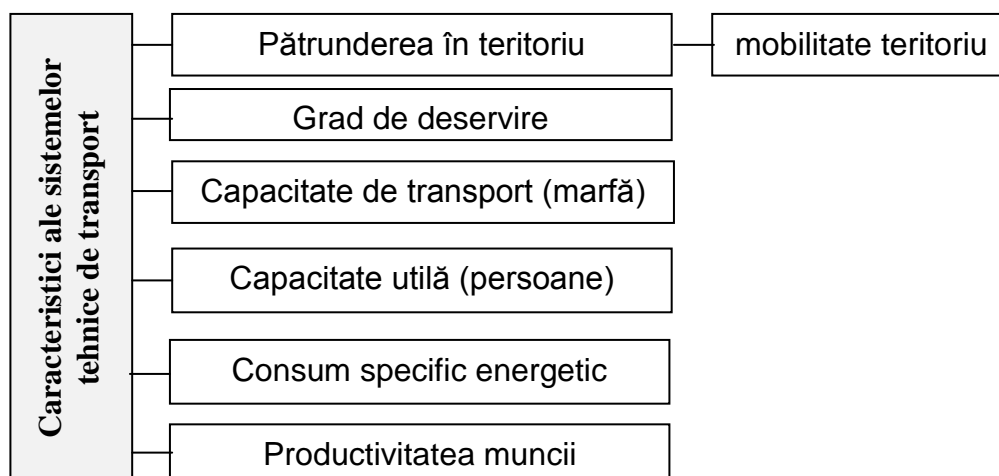 Caracteristici ale sistemelor
tehnice de transport
Pătrunderea în teritoriu
mobilitate teritoriu
Grad de deservire
Capacitate de transport (marfă)
Capacitate utilă (persoane)
Consum specific energetic
Productivitatea muncii